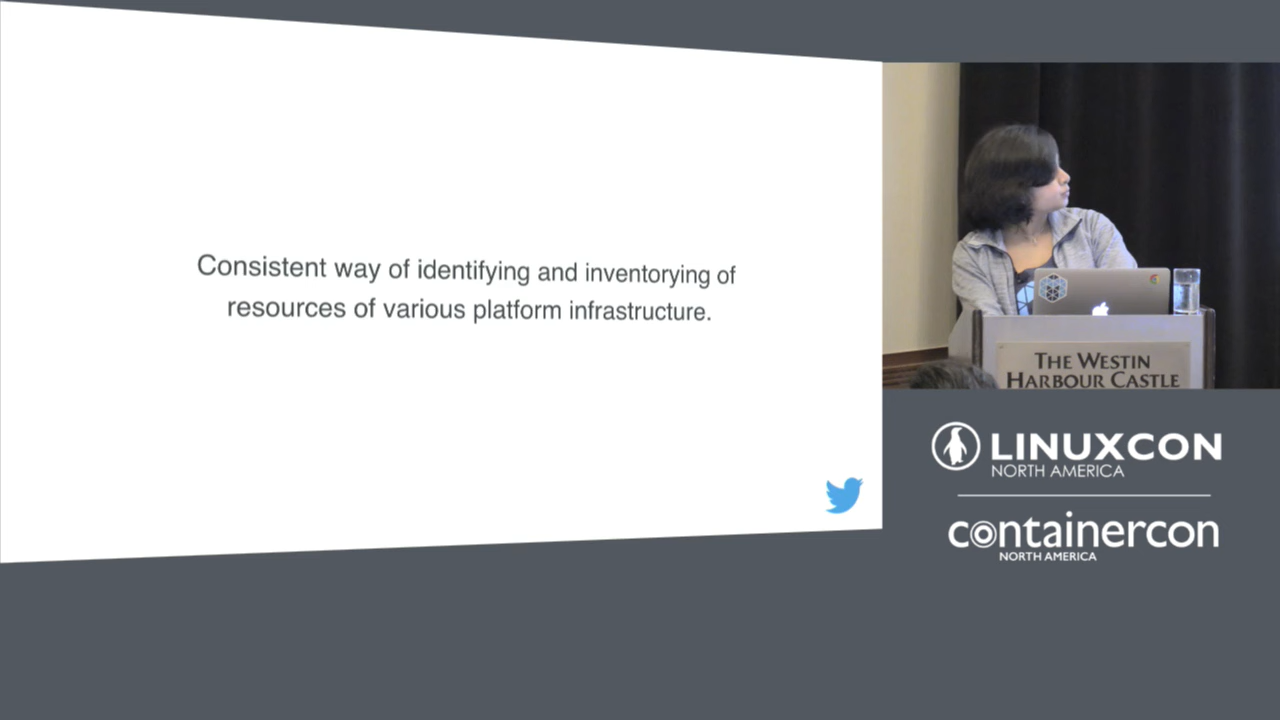 Consistent way of identifying and inventorying of
resources of various platform infrastructure.
THE WESTIN
HARBOUR CASTLE
LINUXCON
NORTH AMERICA
containercon
NORTH AMERICA